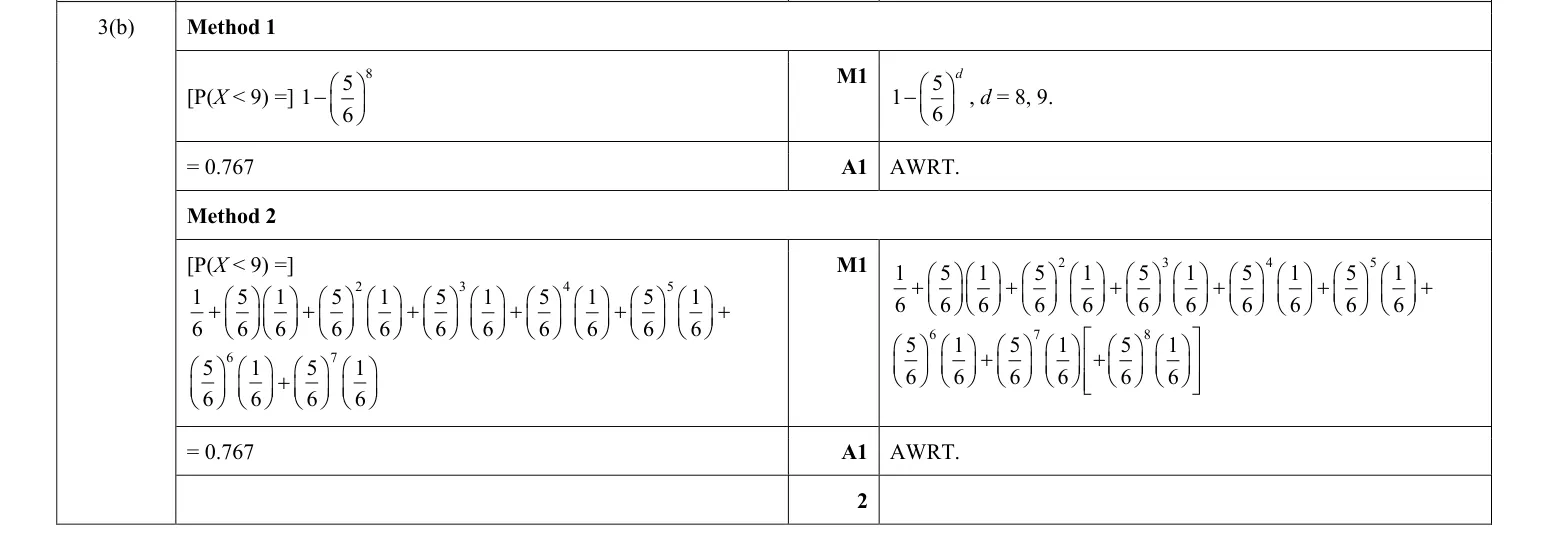 3(b)
Method 1
[P(X < 9) =] 1 − (5/6)^8
M1
1 − (5/6)^d , d = 8, 9.
= 0.767
A1
AWRT.
Method 2
[P(X < 9) =]
1/6 + (5/6)(1/6) + (5/6)^2(1/6) + (5/6)^3(1/6) + (5/6)^4(1/6) + (5/6)^5(1/6) +
(5/6)^6(1/6) + (5/6)^7(1/6)
M1
1/6 + (5/6)(1/6) + (5/6)^2(1/6) + (5/6)^3(1/6) + (5/6)^4(1/6) + (5/6)^5(1/6) +
(5/6)^6(1/6) + (5/6)^7(1/6)[+ (5/6)^8(1/6)]
= 0.767
A1
AWRT.
2